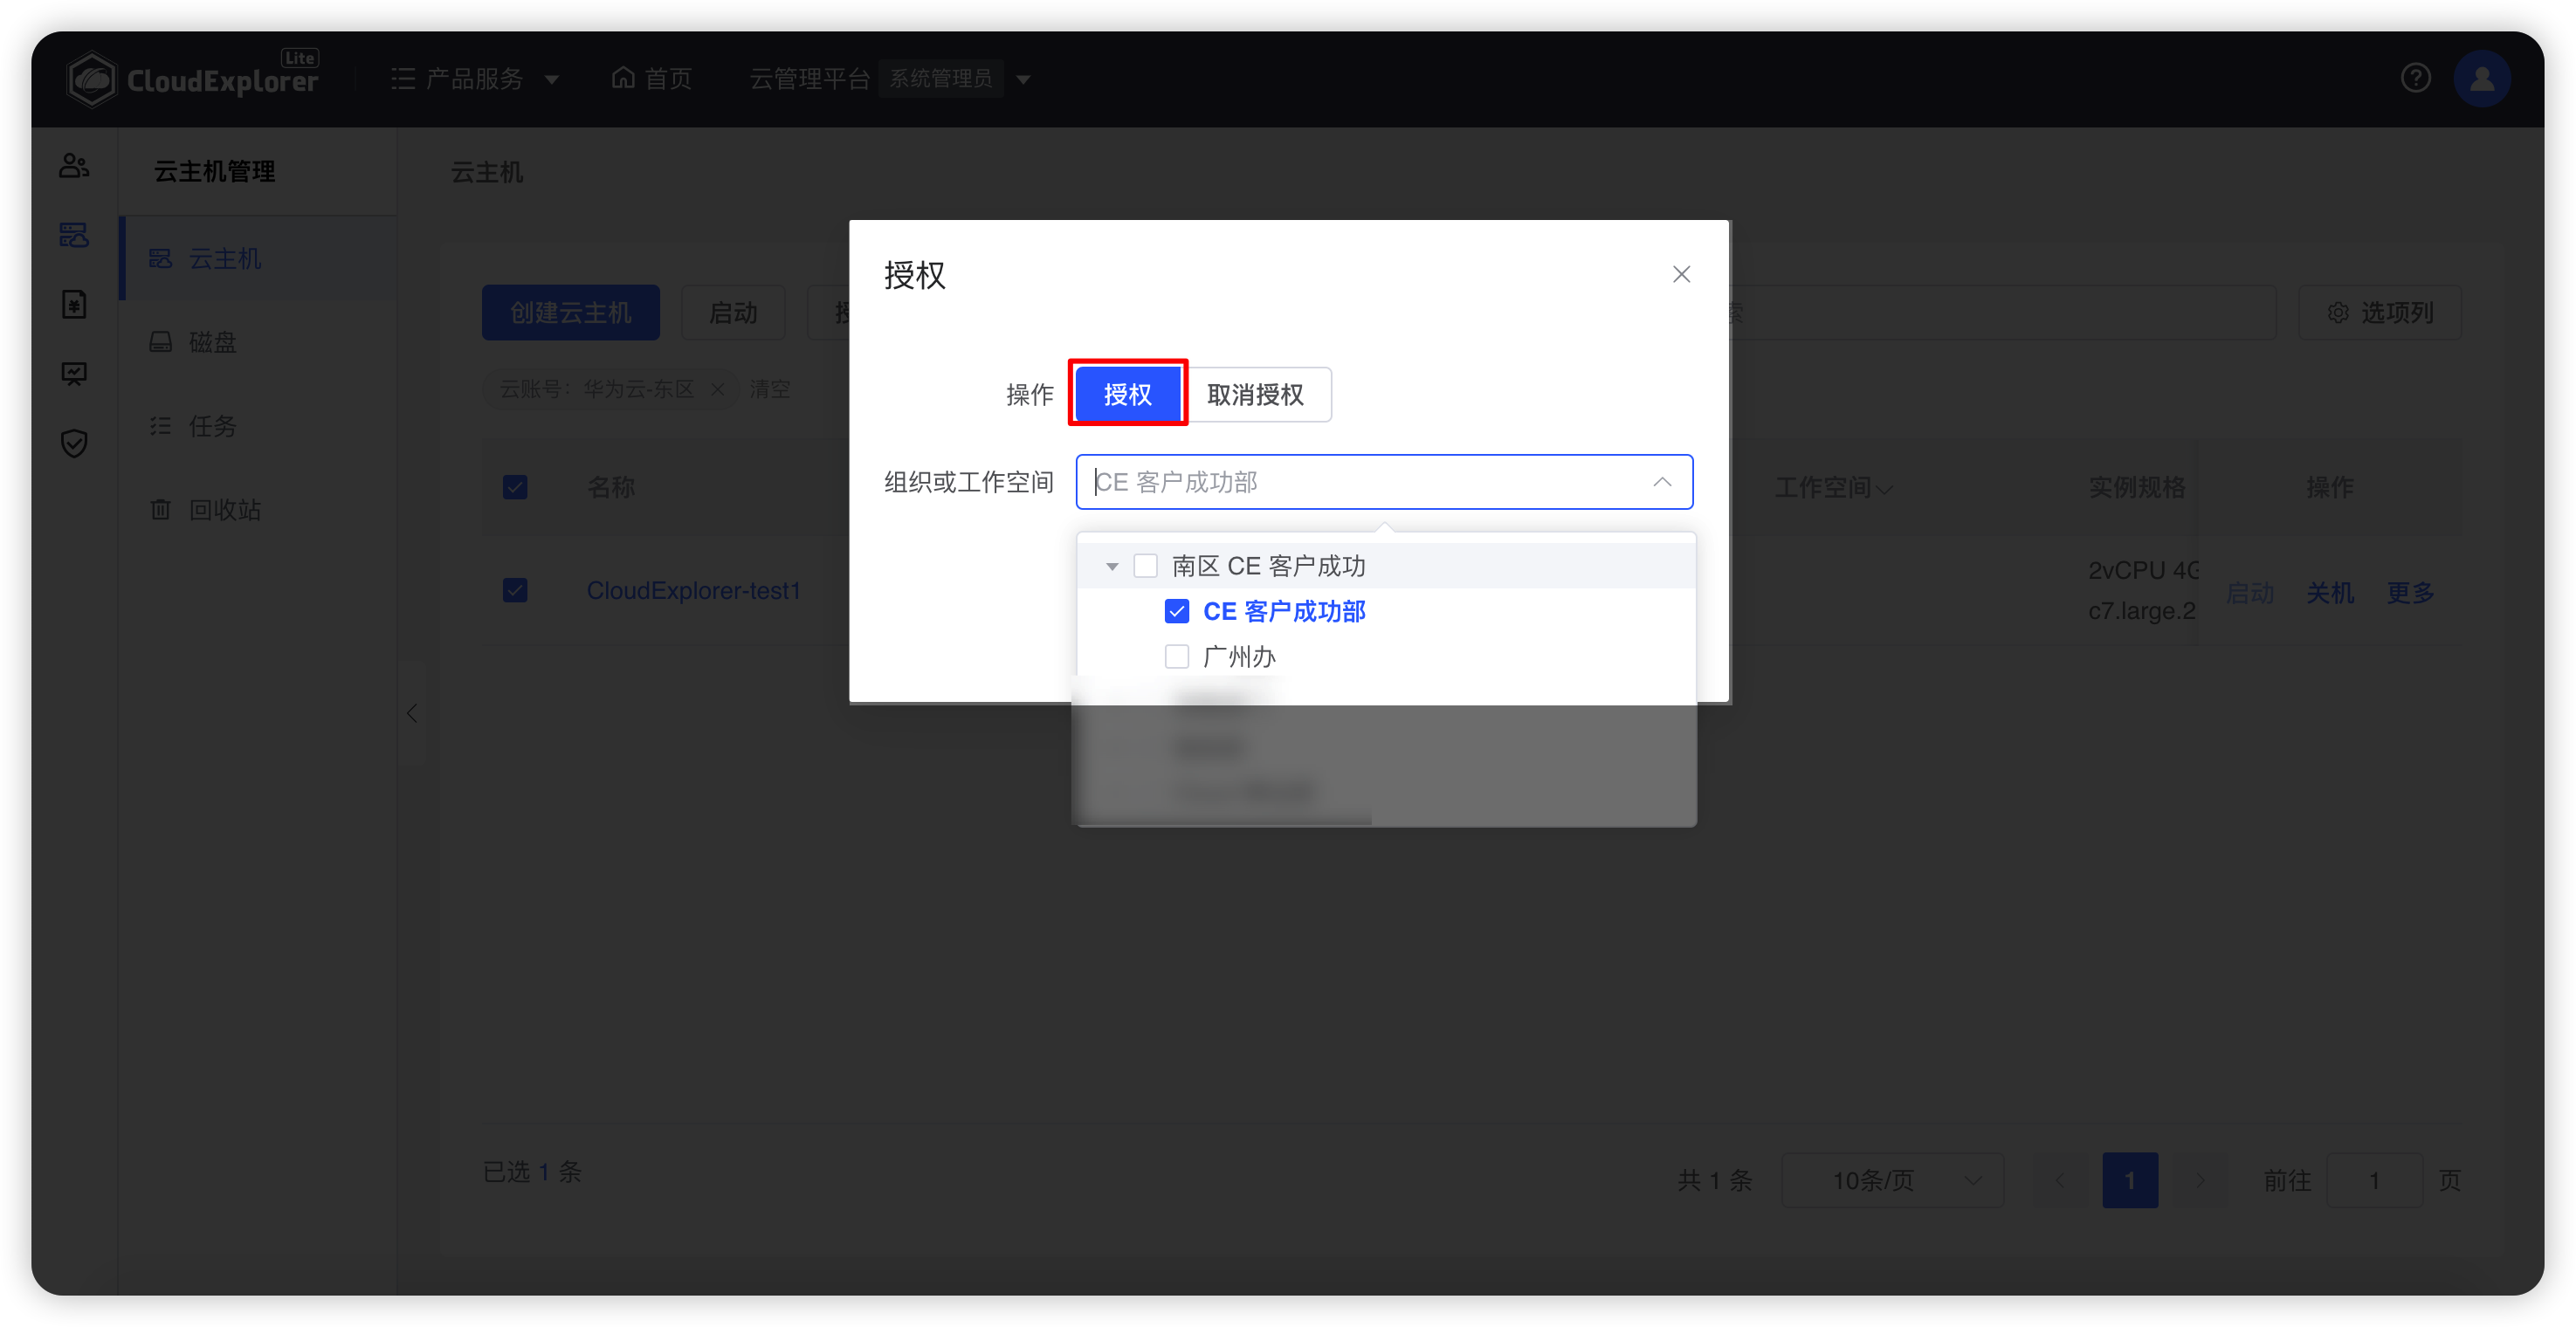 CloudExplorer Lite
产品服务
首页
云管理平台 系统管理员
云主机管理
云主机
磁盘
任务
回收站
云主机
创建云主机
启动
索
选项列
云账号：华为云-东区 清空
名称
工作空间
实例规格
操作
CloudExplorer-test1
2vCPU 4G
c7.large.2
启动 关机 更多
授权
操作 授权 取消授权
组织或工作空间 CE 客户成功部
南区 CE 客户成功
CE 客户成功部
广州办
已选 1 条
共 1 条 10条/页 1 前往 1 页